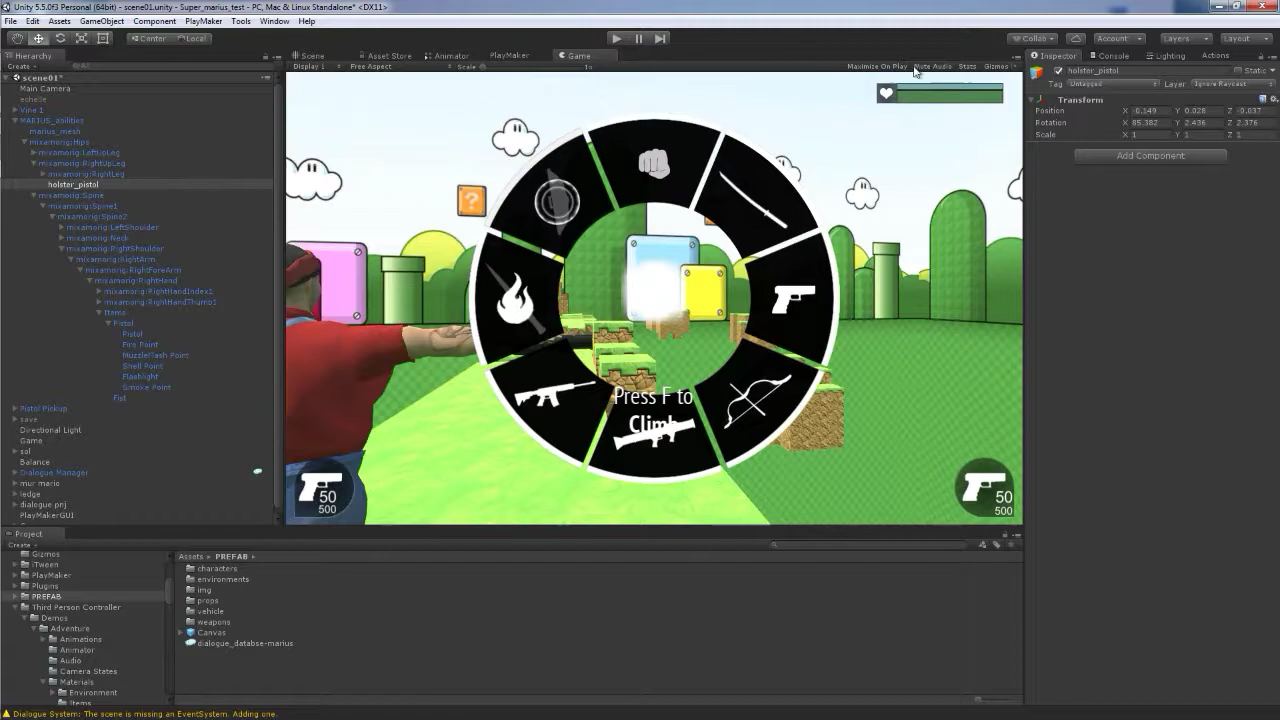 Unity 5.5.0f3 Personal (64bit) - scene01.unity - Super_marius_test - PC, Mac & Linux Standalone* <DX11>
File Edit Assets GameObject Component PlayMaker Tools Window Help
Center Local
Collab Account Layers Layout
Hierarchy
Scene Asset Store Animator PlayMaker Game
Inspector Console Lighting Actions
Create All
Display 1 Free Aspect Scale 1x
Maximize On Play Mute Audio Stats Gizmos
scene01*
Main Camera
echelle
Vine 1
MARIUS_abilities
marius_mesh
mixamorig:Hips
mixamorig:LeftUpLeg
mixamorig:RightUpLeg
mixamorig:RightLeg
holster_pistol
mixamorig:Spine
mixamorig:Spine1
mixamorig:Spine2
mixamorig:LeftShoulder
mixamorig:Neck
mixamorig:RightShoulder
mixamorig:RightArm
mixamorig:RightForeArm
mixamorig:RightHand
mixamorig:RightHandIndex1
mixamorig:RightHandThumb1
Items
Pistol
Pistol
Fire Point
MuzzleFlash Point
Shell Point
Flashlight
Smoke Point
Fist
Pistol Pickup
save
Directional Light
Game
sol
Balance
Dialogue Manager
mur mario
ledge
dialogue pnj
PlayMakerGUI
?
Press F to
Climb
50
500
50
500
holster_pistol Static
Tag Untagged Layer Ignore Raycast
Transform
Position X -0.149 Y 0.028 Z -0.037
Rotation X 85.382 Y 2.436 Z 2.376
Scale X 1 Y 1 Z 1
Add Component
Project
Create
Gizmos
iTween
PlayMaker
Plugins
PREFAB
Third Person Controller
Demos
Adventure
Animations
Animator
Audio
Camera States
Materials
Environment
Items
Assets PREFAB
characters
environments
img
props
vehicle
weapons
Canvas
dialogue_databse-marius
Dialogue System: The scene is missing an EventSystem. Adding one.